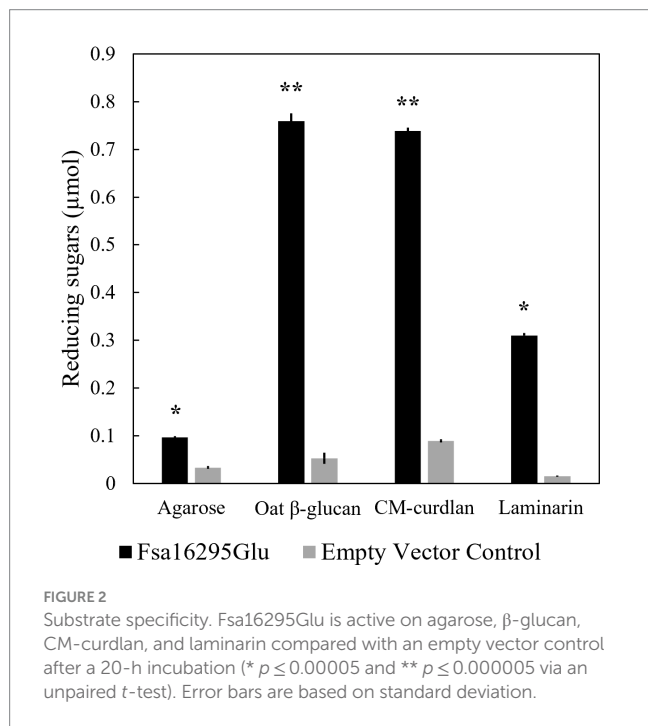 0.9
0.8
0.7
0.6
0.5
0.4
0.3
0.2
0.1
0
Reducing sugars (μmol)
*
**
**
*
Agarose
Oat β-glucan
CM-curdlan
Laminarin
Fsa16295Glu
Empty Vector Control
FIGURE 2
Substrate specificity. Fsa16295Glu is active on agarose, β-glucan,
CM-curdlan, and laminarin compared with an empty vector control
after a 20-h incubation (* p ≤ 0.00005 and ** p ≤ 0.000005 via an
unpaired t-test). Error bars are based on standard deviation.